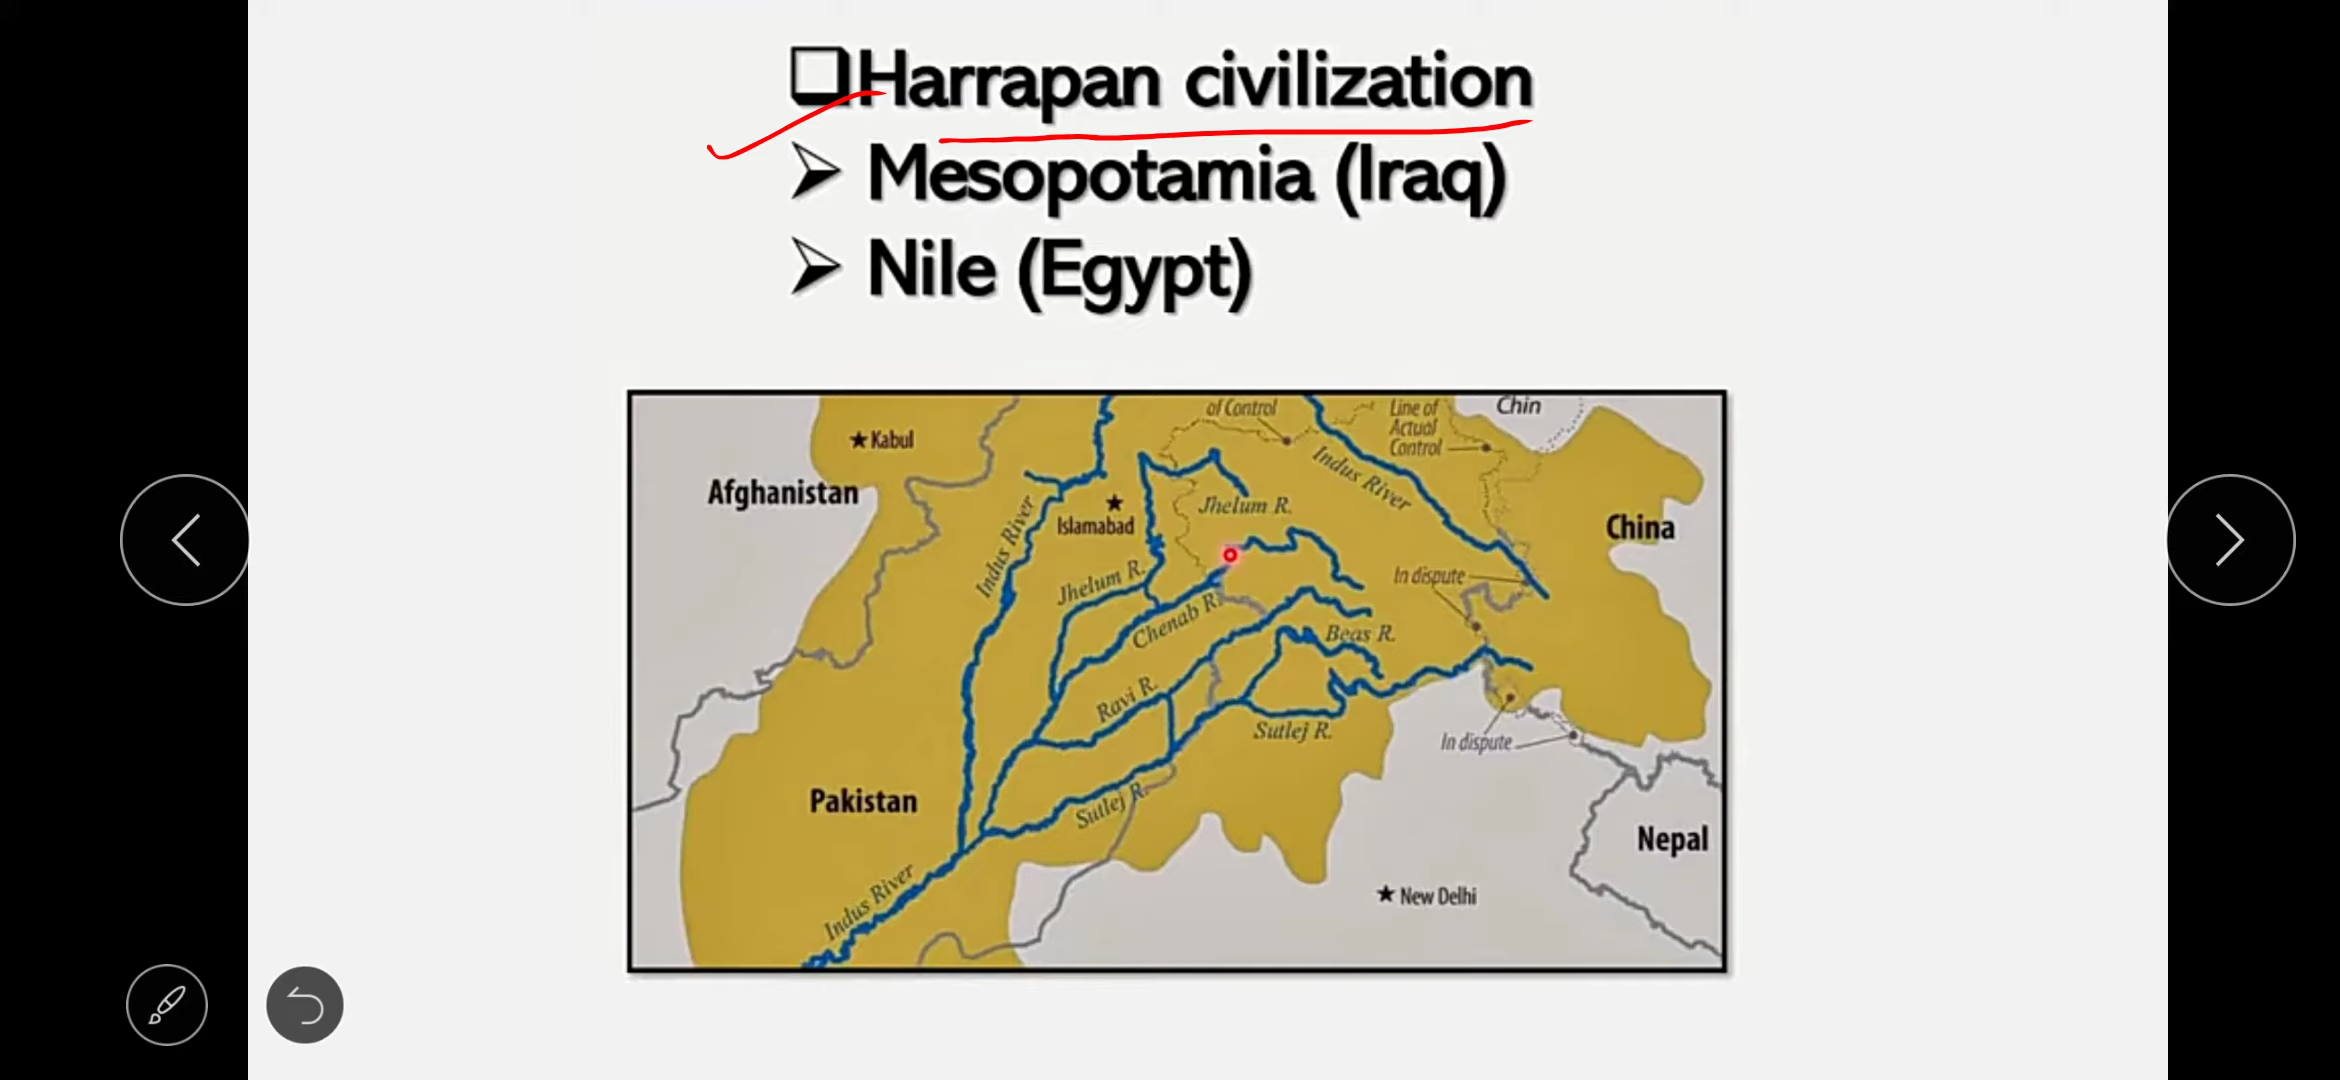 Harrapan civilization
Mesopotamia (Iraq)
Nile (Egypt)
of Control
Line of
Actual
Control
Chin
Kabul
Afghanistan
Indus River
Indus River
Islamabad
Jhelum R.
China
Jhelum R.
In dispute
Chenab R.
Beas R.
Ravi R.
Sutlej R.
In dispute
Pakistan
Sutlej R.
Nepal
Indus River
New Delhi